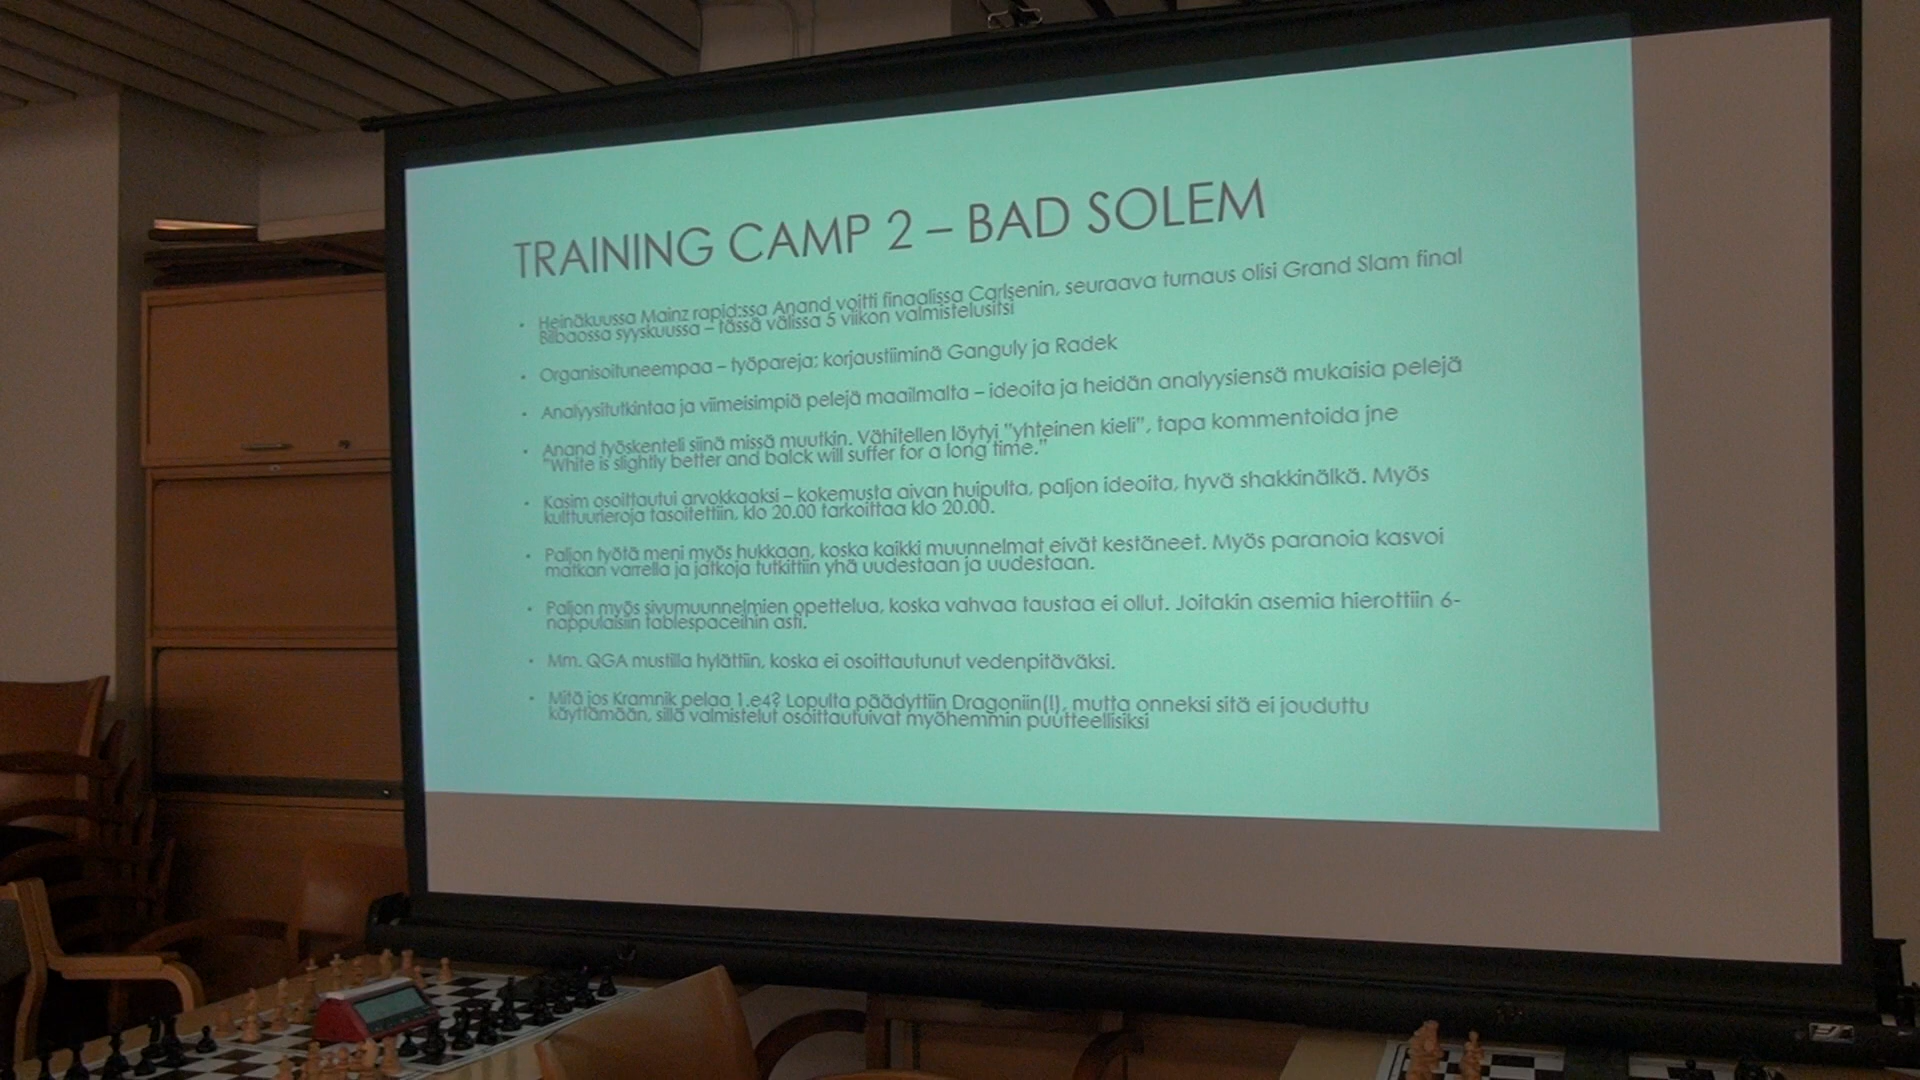 TRAINING CAMP 2 – BAD SOLEM
• Heinäkuussa Mainz rapid:ssa Anand voitti finaalissa Carlsenin, seuraava turnaus olisi Grand Slam final
Bilbaossa syyskuussa – tässä välissä 5 viikon valmistelusitsi
• Organisoituneempaa – työpareja; korjaustiiminä Ganguly ja Radek
• Analyysitutkintaa ja viimeisimpiä pelejä maailmalta – ideoita ja heidän analyysiensä mukaisia pelejä
• Anand työskenteli siinä missä muutkin. Vähitellen löytyi "yhteinen kieli", tapa kommentoida jne
"White is slightly better and balck will suffer for a long time."
• Kasim osoittautui arvokkaaksi – kokemusta aivan huipulta, paljon ideoita, hyvä shakkinälkä. Myös
kulttuurieroja tasoitettiin, klo 20.00 tarkoittaa klo 20.00.
• Paljon työtä meni myös hukkaan, koska kaikki muunnelmat eivät kestäneet. Myös paranoia kasvoi
matkan varrella ja jatkoja tutkittiin yhä uudestaan ja uudestaan.
• Paljon myös sivumuunnelmien opettelua, koska vahvaa taustaa ei ollut. Joitakin asemia hierottiin 6-
nappulaisiin tablespaceihin asti.
• Mm. QGA mustilla hylättiin, koska ei osoittautunut vedenpitäväksi.
• Mitä jos Kramnik pelaa 1.e4? Lopulta päädyttiin Dragoniin(!), mutta onneksi sitä ei jouduttu
käyttämään, sillä valmistelut osoittautuivat myöhemmin puutteellisiksi